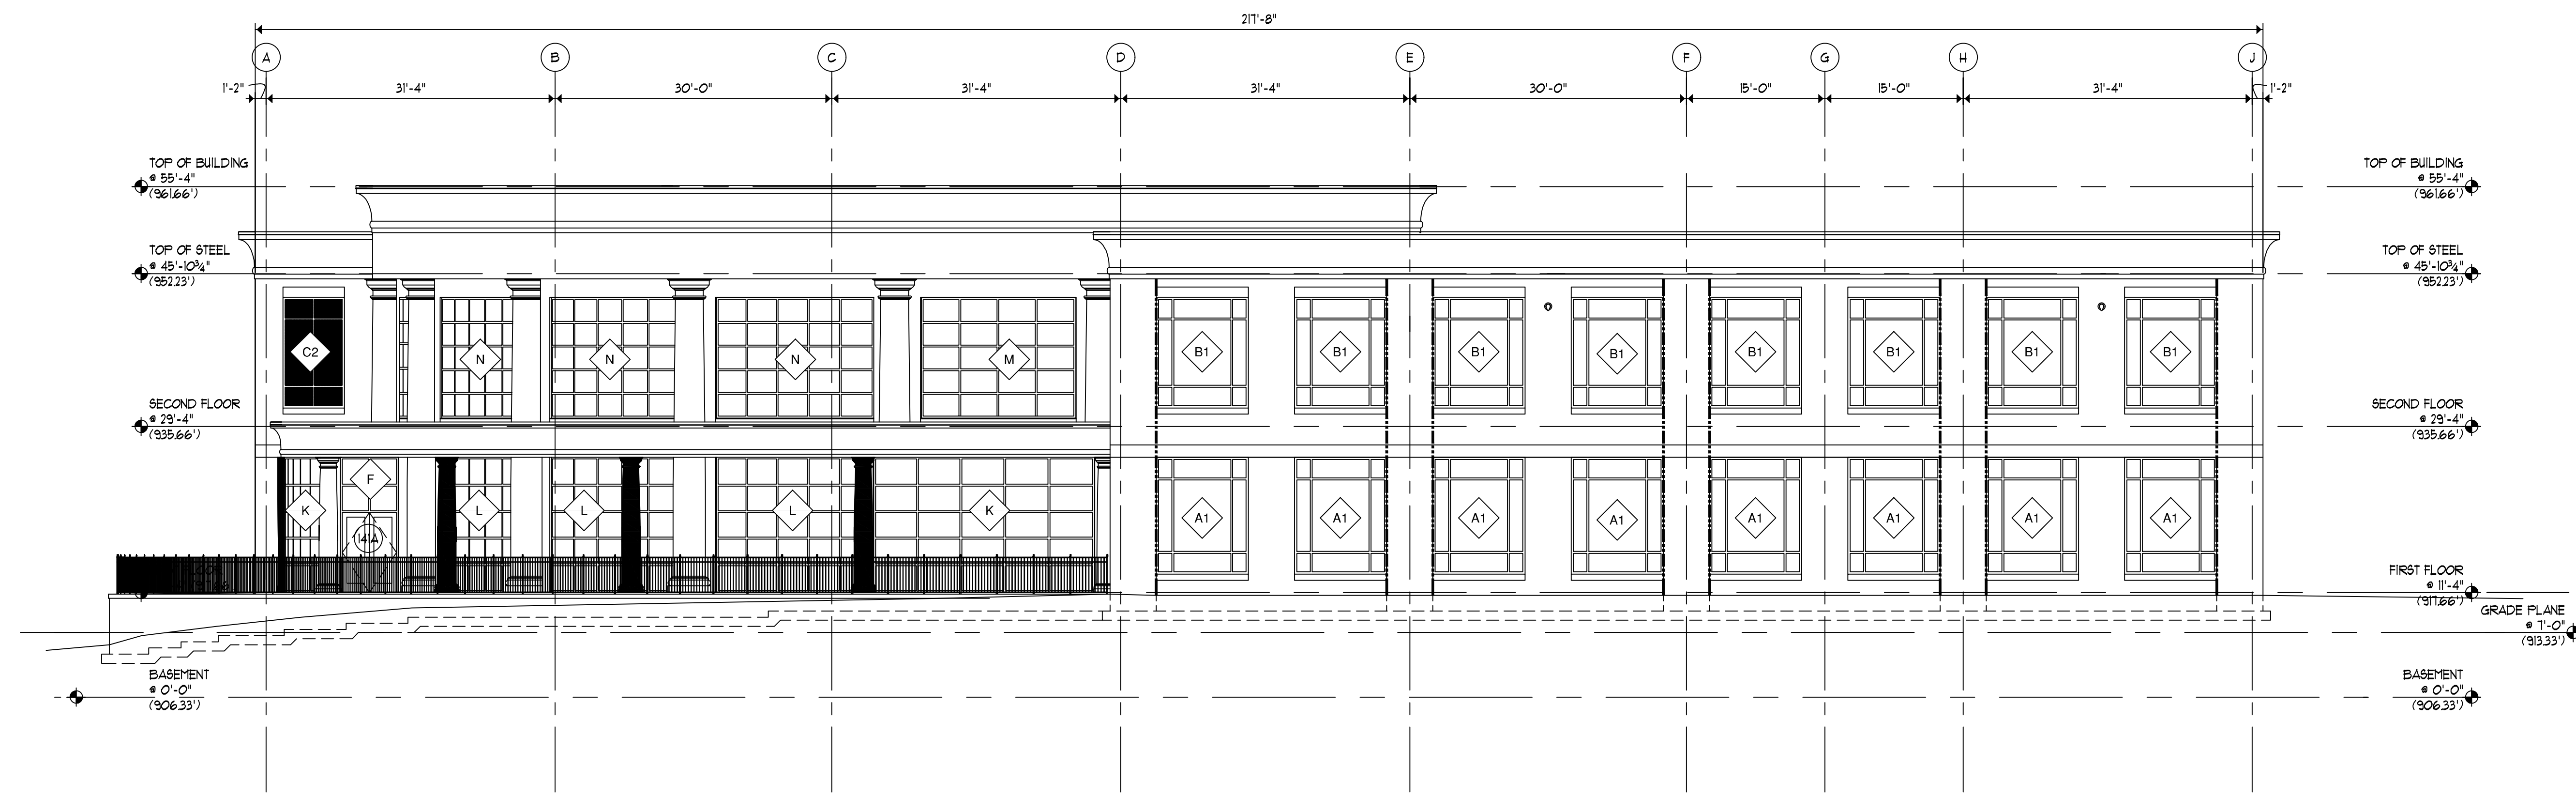 217'-8"
A B C D E F G H J
1'-2" 31'-4" 30'-0" 31'-4" 31'-4" 30'-0" 15'-0" 15'-0" 31'-4" 1'-2"
TOP OF BUILDING
@ 55'-4"
(961.66')
TOP OF BUILDING
@ 55'-4"
(961.66')
TOP OF STEEL
@ 45'-10¾"
(952.23')
TOP OF STEEL
@ 45'-10¾"
(952.23')
C2 N N N M B1 B1 B1 B1 B1 B1 B1 B1
SECOND FLOOR
@ 29'-4"
(935.66')
SECOND FLOOR
@ 29'-4"
(935.66')
F
K L L L K A1 A1 A1 A1 A1 A1 A1 A1
141A
FLOOR
FIRST FLOOR
@ 11'-4"
(917.66')
GRADE PLANE
@ 7'-0"
(913.33')
BASEMENT
@ 0'-0"
(906.33')
BASEMENT
@ 0'-0"
(906.33')